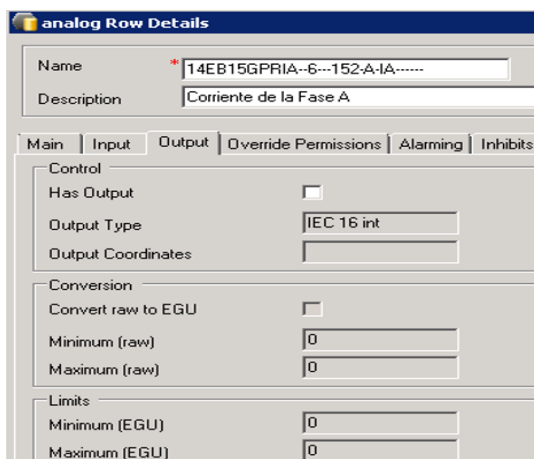 analog Row Details
Name * 14EB15GPRIA--6---152-A-IA------
Description Corriente de la Fase A
Main Input Output Override Permissions Alarming Inhibits
Control
Has Output
Output Type IEC 16 int
Output Coordinates
Conversion
Convert raw to EGU
Minimum (raw) 0
Maximum (raw) 0
Limits
Minimum (EGU) 0
Maximum (EGU) 0